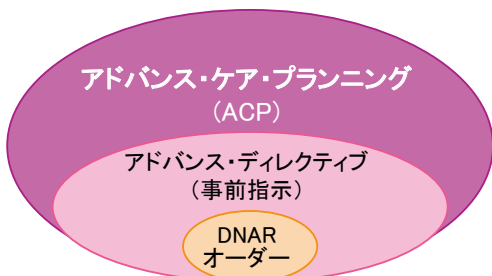 アドバンス・ケア・プランニング
（ACP）
アドバンス・ディレクティブ
（事前指示）
DNAR
オーダー